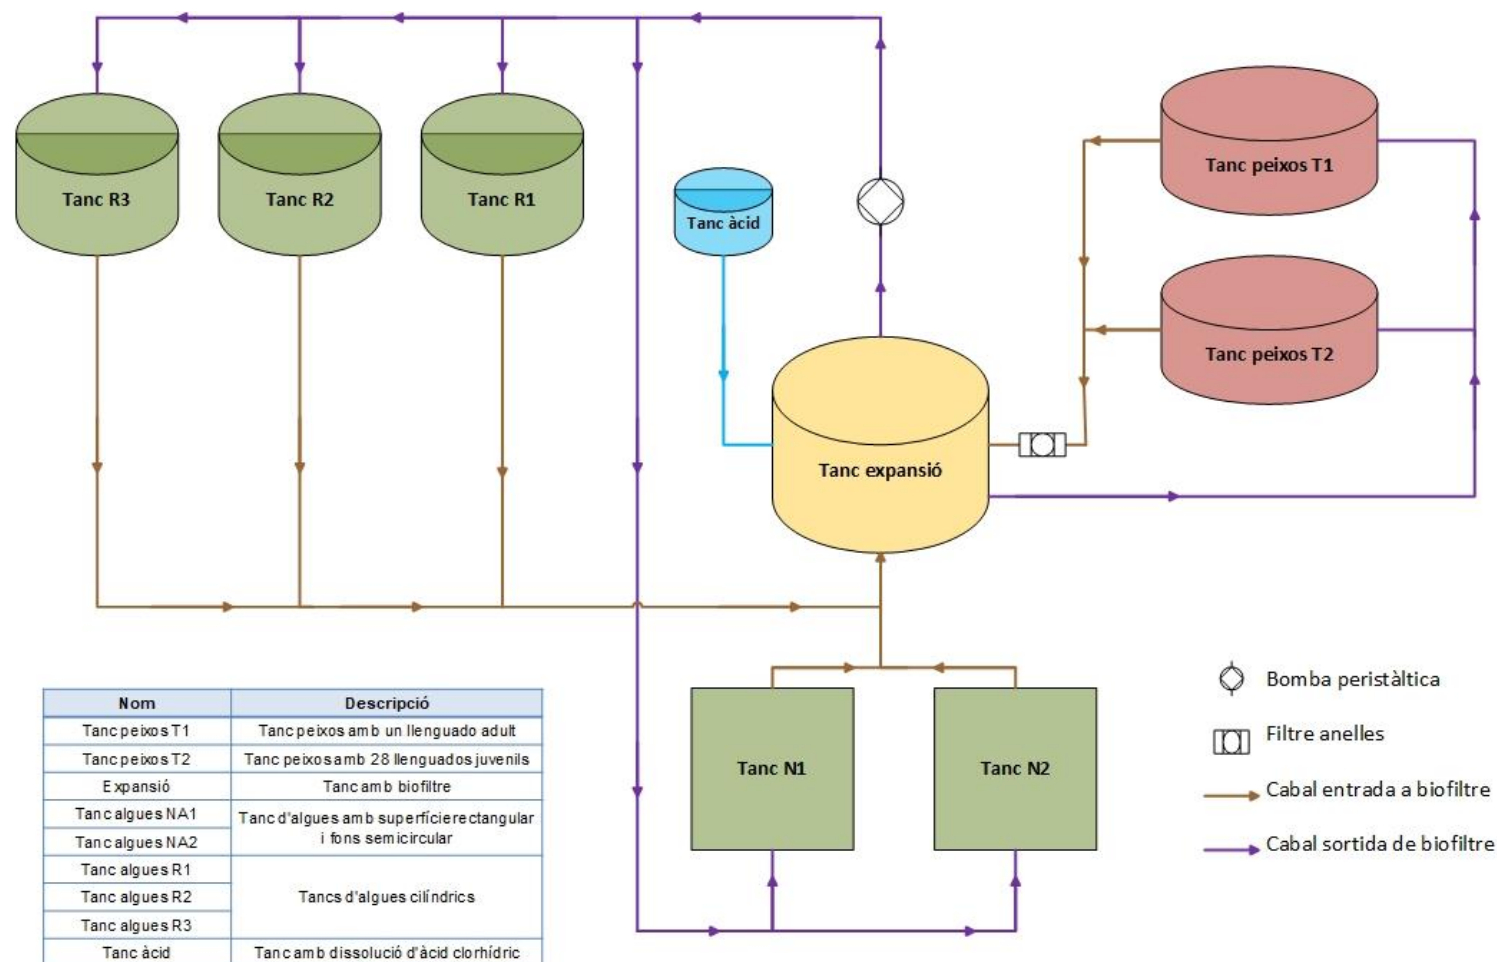 Tanc R3
Tanc R2
Tanc R1
Tanc àcid
Tanc peixos T1
Tanc peixos T2
Tanc expansió
Tanc N1
Tanc N2
Bomba peristàltica
Filtre anelles
Cabal entrada a biofiltre
Cabal sortida de biofiltre
Nom Descripció
Tanc peixos T1 Tanc peixos amb un llenguado adult
Tanc peixos T2 Tanc peixos amb 28 llenguados juvenils
Expansió Tanc amb biofiltre
Tanc algues NA1
Tanc algues NA2
Tanc d'algues amb superfície rectangular
i fons semicircular
Tanc algues R1
Tanc algues R2
Tanc algues R3
Tancs d'algues cilíndrics
Tanc àcid Tanc amb dissolució d'àcid clorhídric